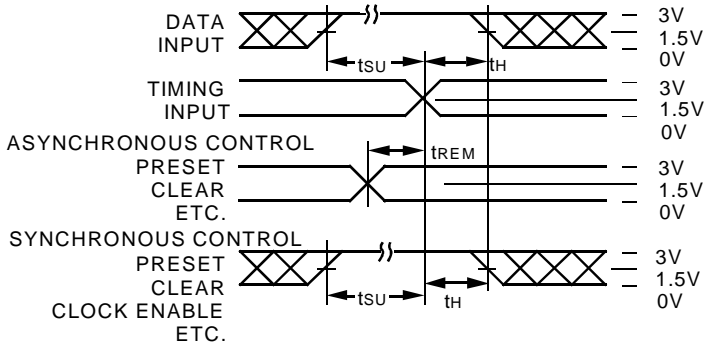 DATA
INPUT
tSU
tH
3V
1.5V
0V
TIMING
INPUT
3V
1.5V
0V
ASYNCHRONOUS CONTROL
PRESET
CLEAR
ETC.
tREM
3V
1.5V
0V
SYNCHRONOUS CONTROL
PRESET
CLEAR
CLOCK ENABLE
ETC.
tSU
tH
3V
1.5V
0V